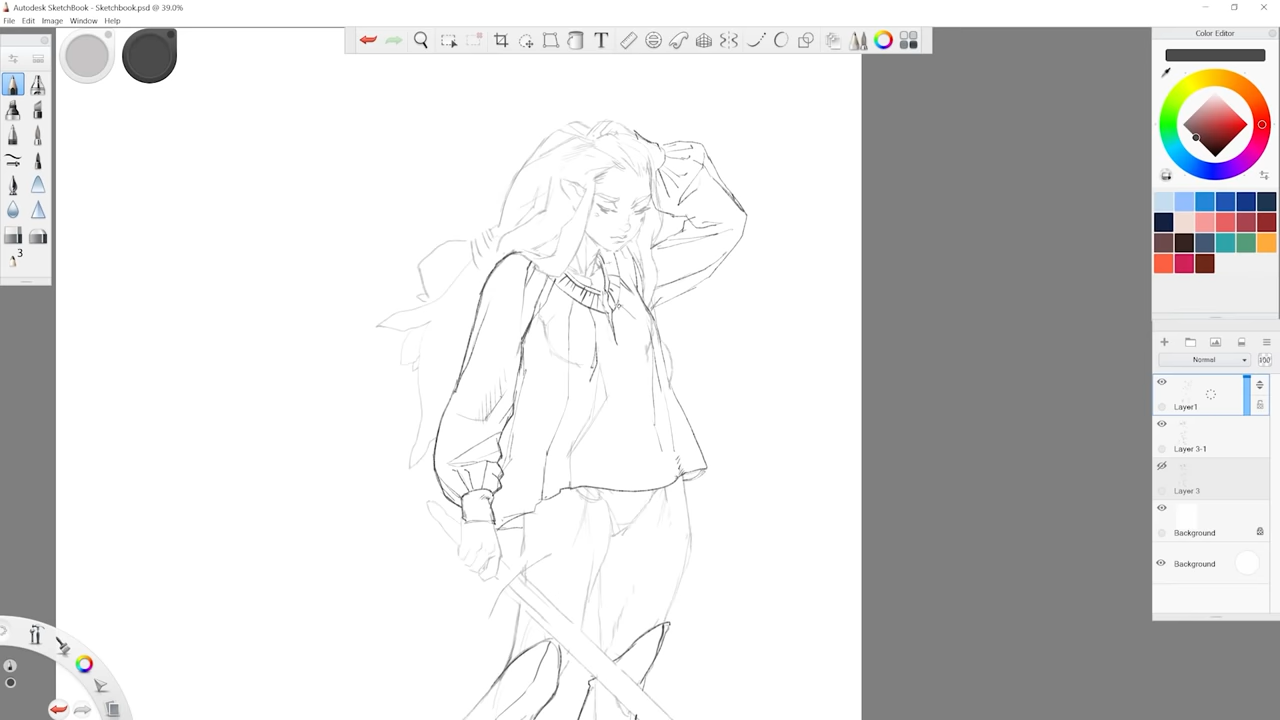 Autodesk SketchBook - Sketchbook.psd @ 39.0%
File Edit Image Window Help
Color Editor
3
Normal
100
Layer1
Layer 3-1
Layer 3
Background
Background